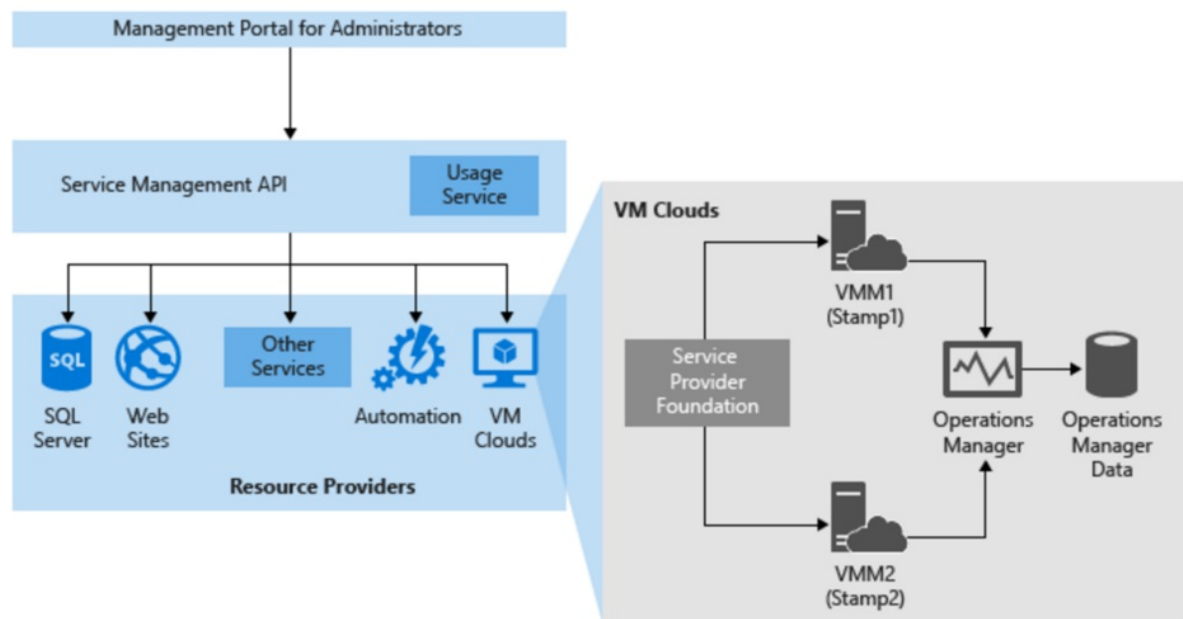 Management Portal for Administrators
Service Management API
Usage
Service
SQL
SQL
Server
Web
Sites
Other
Services
Automation
VM
Clouds
Resource Providers
VM Clouds
Service
Provider
Foundation
VMM1
(Stamp1)
VMM2
(Stamp2)
Operations
Manager
Operations
Manager
Data